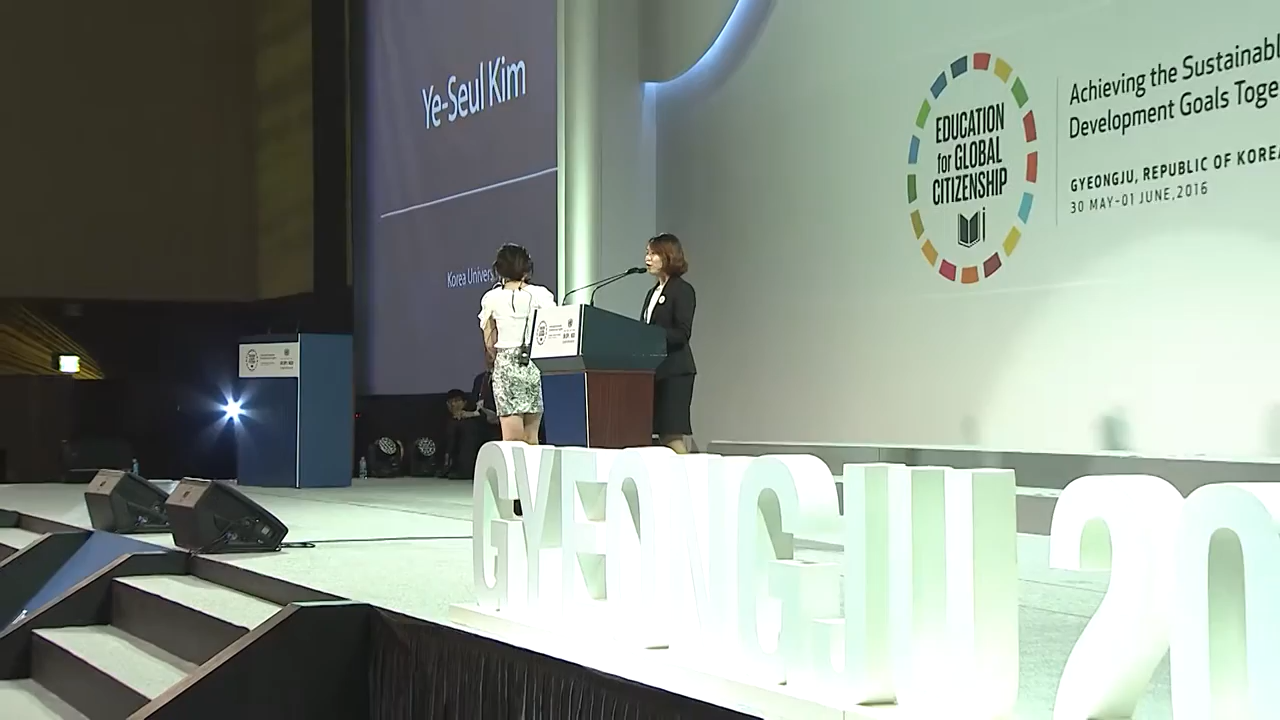 Ye-Seul Kim
Korea Univers
EDUCATION
for GLOBAL
CITIZENSHIP
Achieving the Sustainabl
Development Goals Toge
GYEONGJU, REPUBLIC OF KOREA
30 MAY-01 JUNE, 2016
GYEONGJU 20